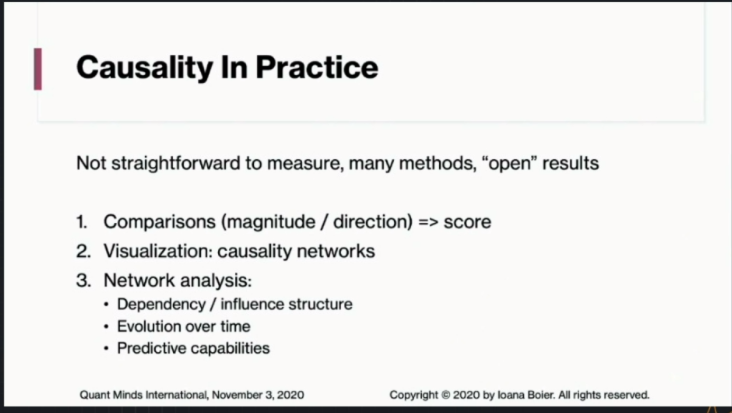 Causality In Practice
Not straightforward to measure, many methods, “open” results
1. Comparisons (magnitude / direction) => score
2. Visualization: causality networks
3. Network analysis:
• Dependency / influence structure
• Evolution over time
• Predictive capabilities
Quant Minds International, November 3, 2020
Copyright © 2020 by Ioana Boier. All rights reserved.